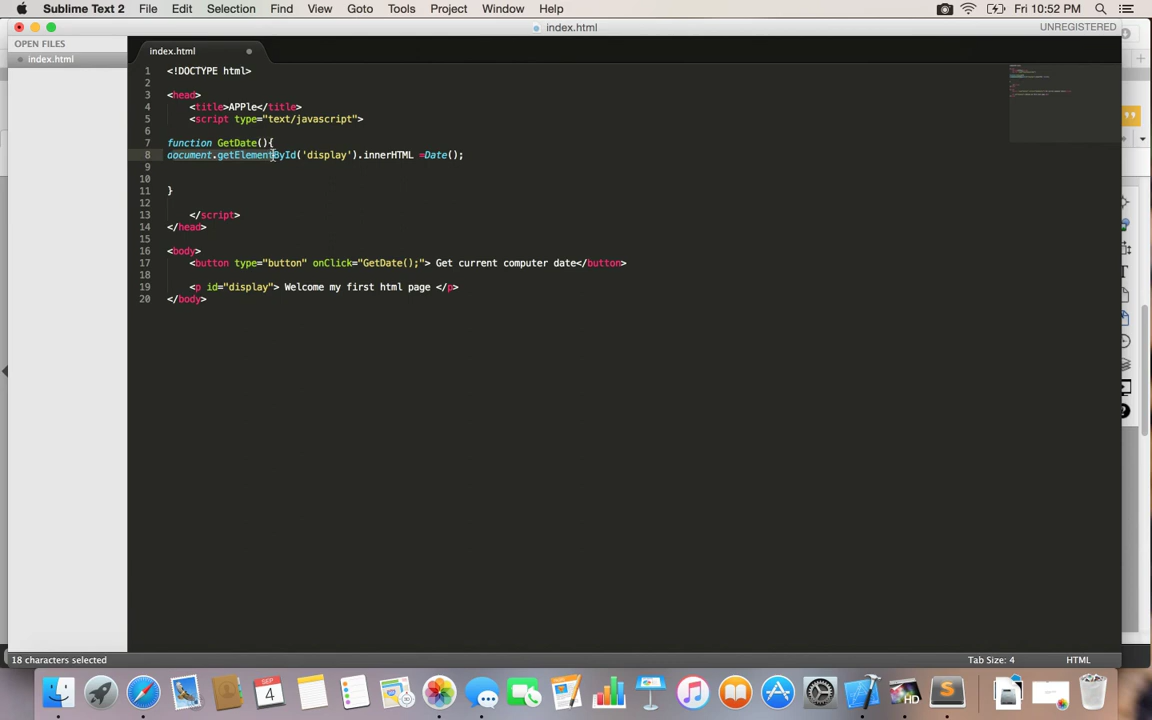 Sublime Text 2 File Edit Selection Find View Goto Tools Project Window Help Fri 10:52 PM
index.html UNREGISTERED
OPEN FILES
index.html
index.html
1 <!DOCTYPE html>
2
3 <head>
4 <title>APPle</title>
5 <script type="text/javascript">
6
7 function GetDate(){
8 document.getElementById('display').innerHTML =Date();
9
10
11 }
12
13 </script>
14 </head>
15
16 <body>
17 <button type="button" onClick="GetDate();"> Get current computer date</button>
18
19 <p id="display"> Welcome my first html page </p>
20 </body>
18 characters selected Tab Size: 4 HTML
SEP
4
HD
S